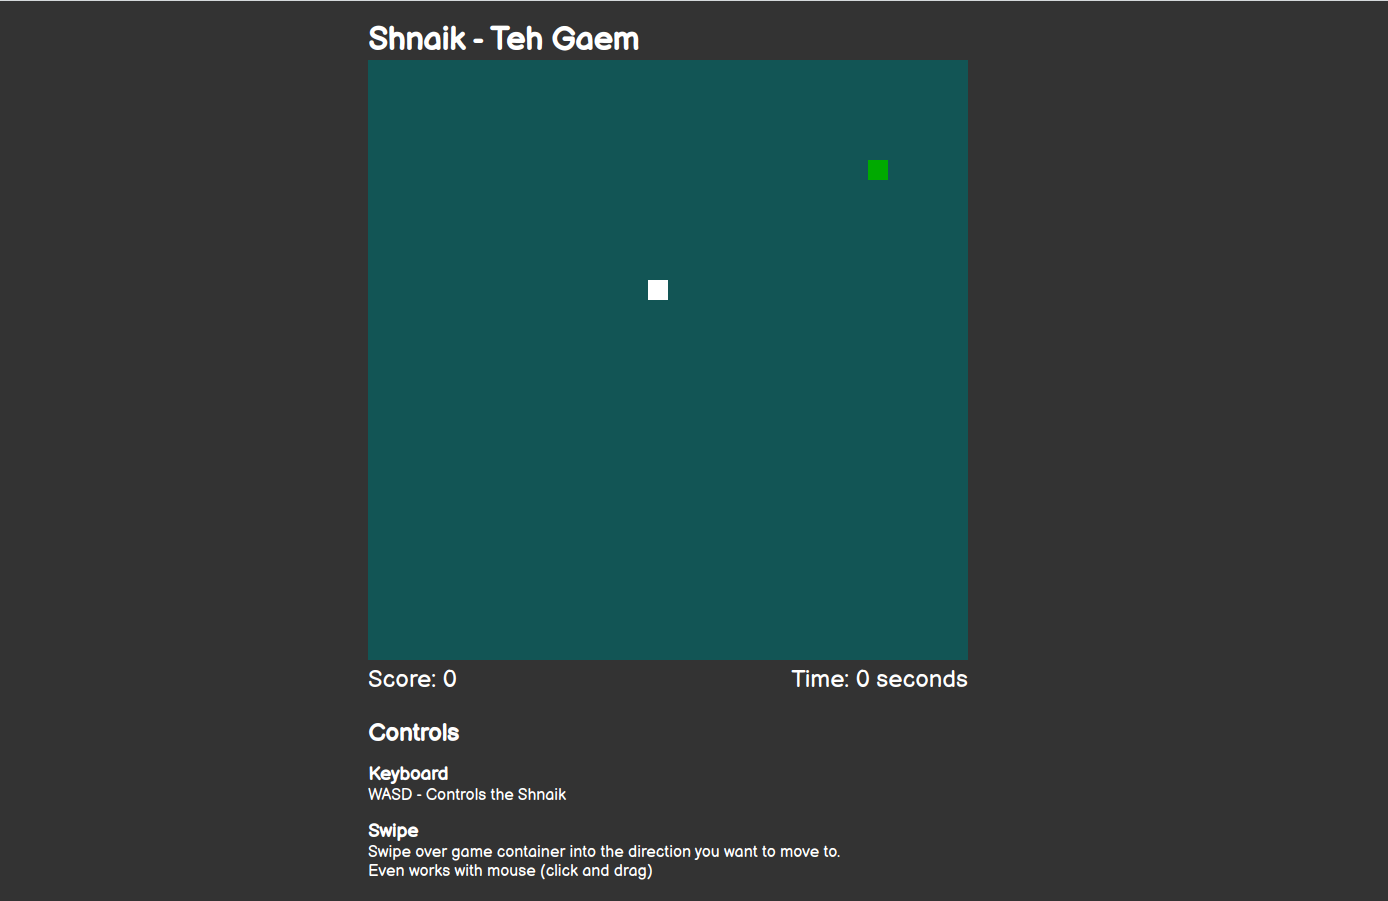 Shnaik - Teh Gaem
Score: 0
Time: 0 seconds
Controls
Keyboard
WASD - Controls the Shnaik
Swipe
Swipe over game container into the direction you want to move to.
Even works with mouse (click and drag)